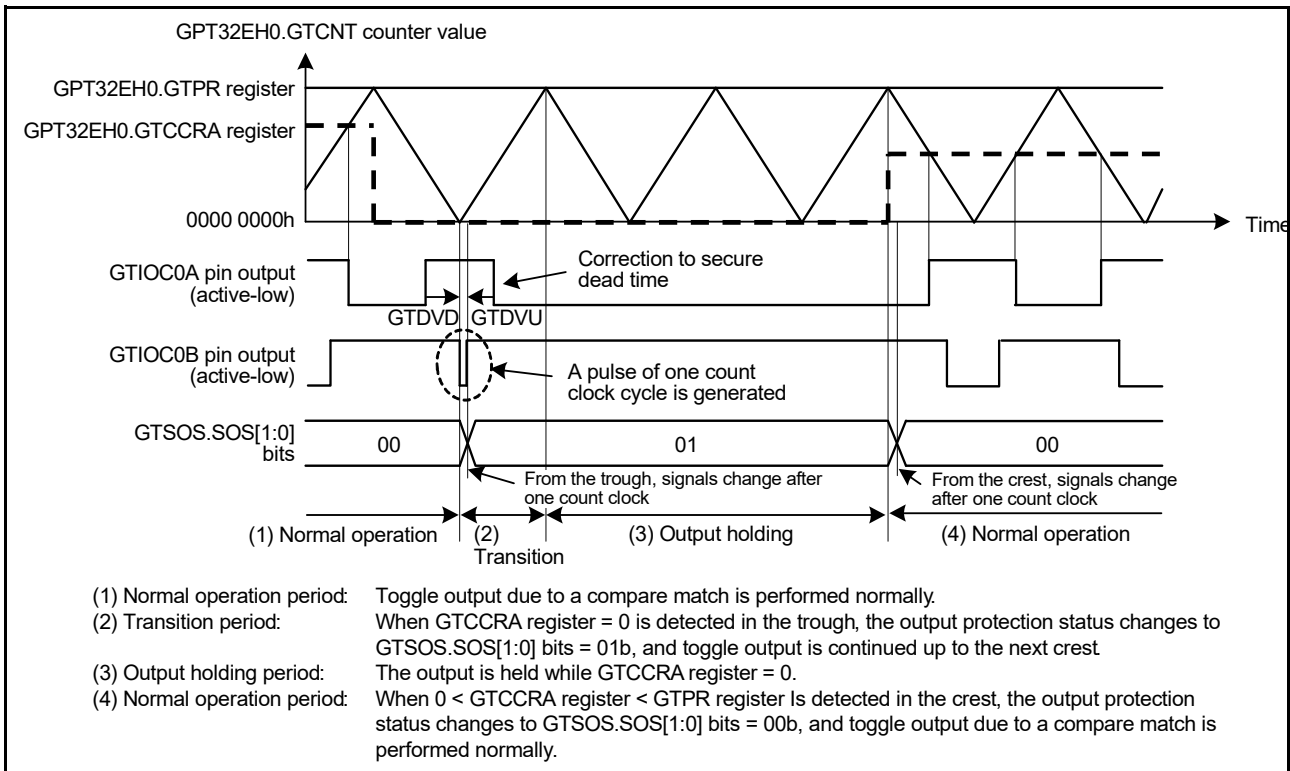 GPT32EH0.GTCNT counter value
GPT32EH0.GTPR register
GPT32EH0.GTCCRA register
0000 0000h
Time
GTIOC0A pin output
(active-low)
Correction to secure
dead time
GTDVD
GTDVU
GTIOC0B pin output
(active-low)
A pulse of one count
clock cycle is generated
GTSOS.SOS[1:0]
bits
00
01
00
From the trough, signals change after
one count clock
From the crest, signals change
after one count clock
(1) Normal operation
(2)
Transition
(3) Output holding
(4) Normal operation
(1) Normal operation period: Toggle output due to a compare match is performed normally.
(2) Transition period: When GTCCRA register = 0 is detected in the trough, the output protection status changes to
GTSOS.SOS[1:0] bits = 01b, and toggle output is continued up to the next crest.
(3) Output holding period: The output is held while GTCCRA register = 0.
(4) Normal operation period: When 0 < GTCCRA register < GTPR register Is detected in the crest, the output protection
status changes to GTSOS.SOS[1:0] bits = 00b, and toggle output due to a compare match is
performed normally.